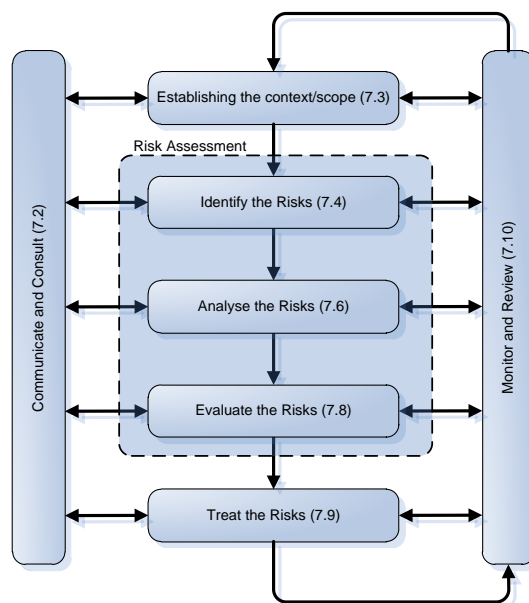 Establishing the context/scope (7.3)
Risk Assessment
Identify the Risks (7.4)
Analyse the Risks (7.6)
Evaluate the Risks (7.8)
Treat the Risks (7.9)
Communicate and Consult (7.2)
Monitor and Review (7.10)